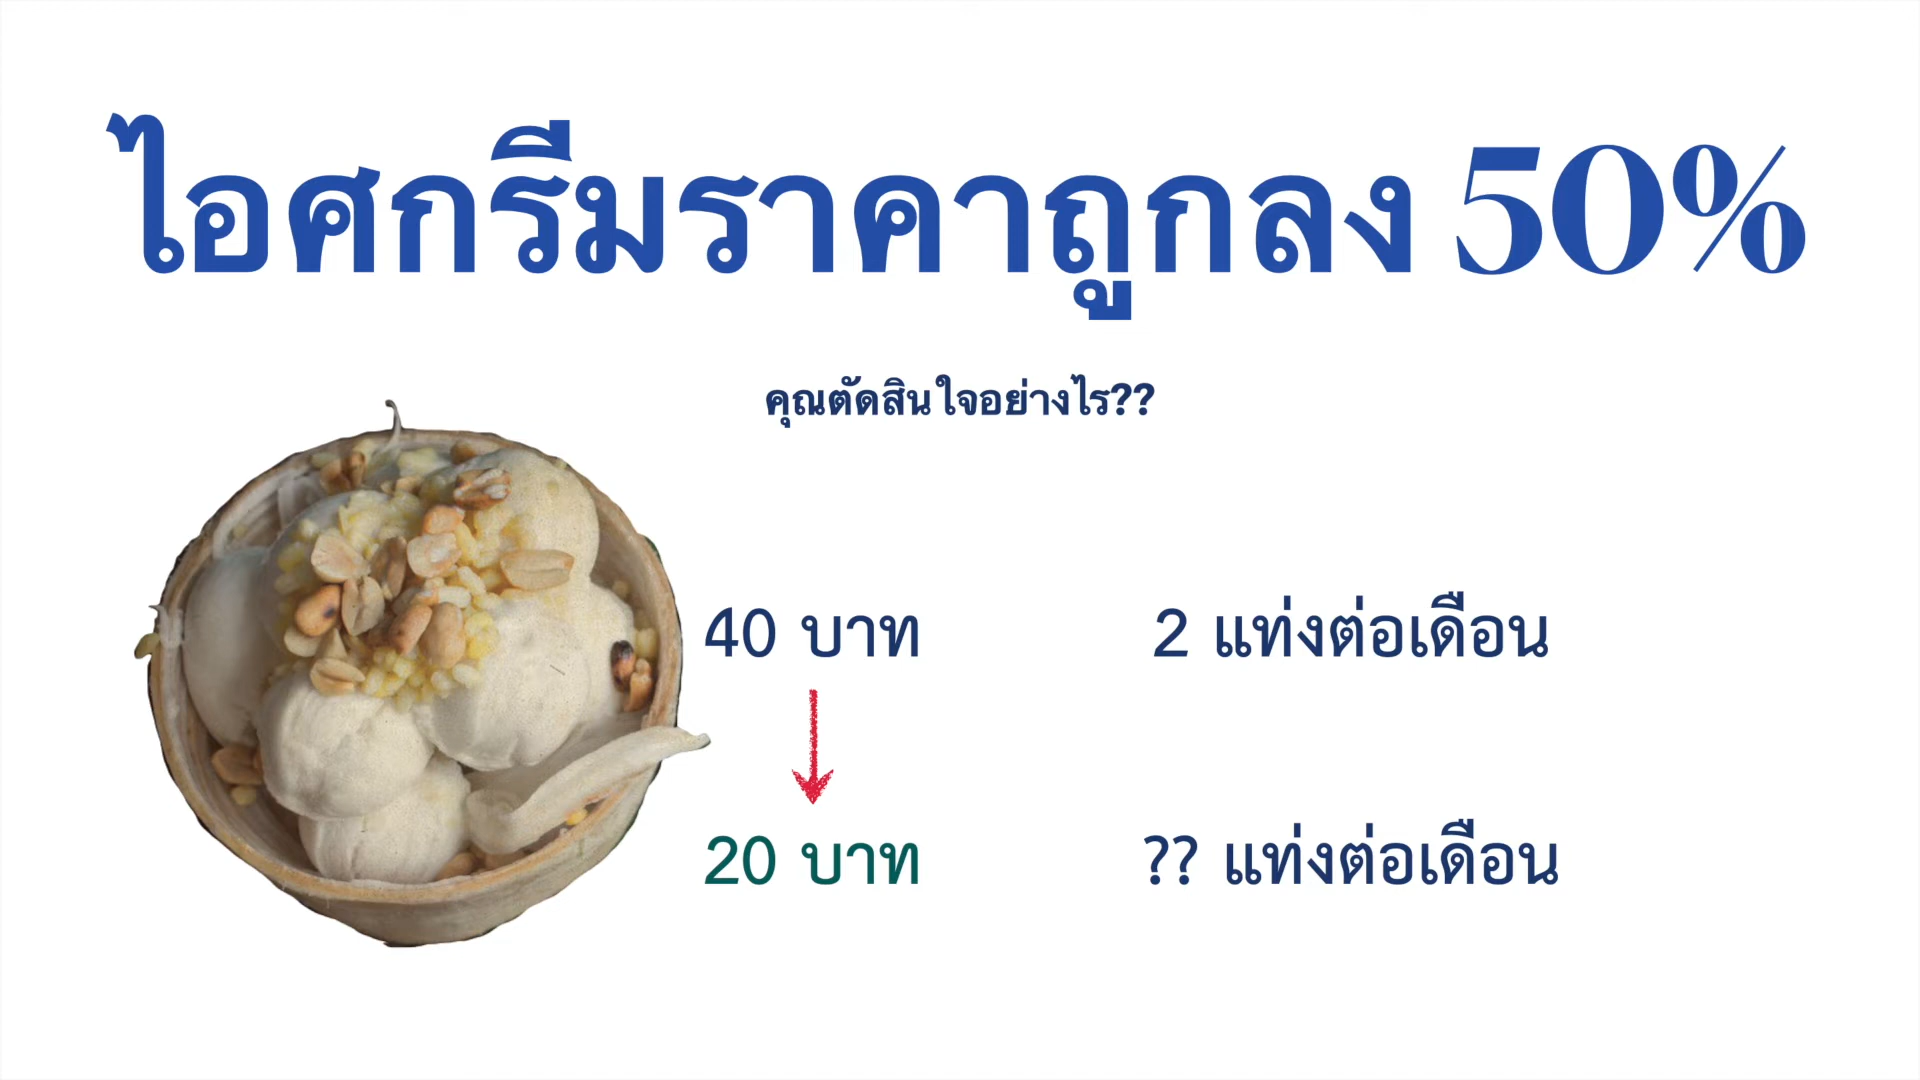 ไอศกรีมราคาถูกลง 50%
คุณตัดสินใจอย่างไร??
40 บาท
2 แท่งต่อเดือน
20 บาท
?? แท่งต่อเดือน